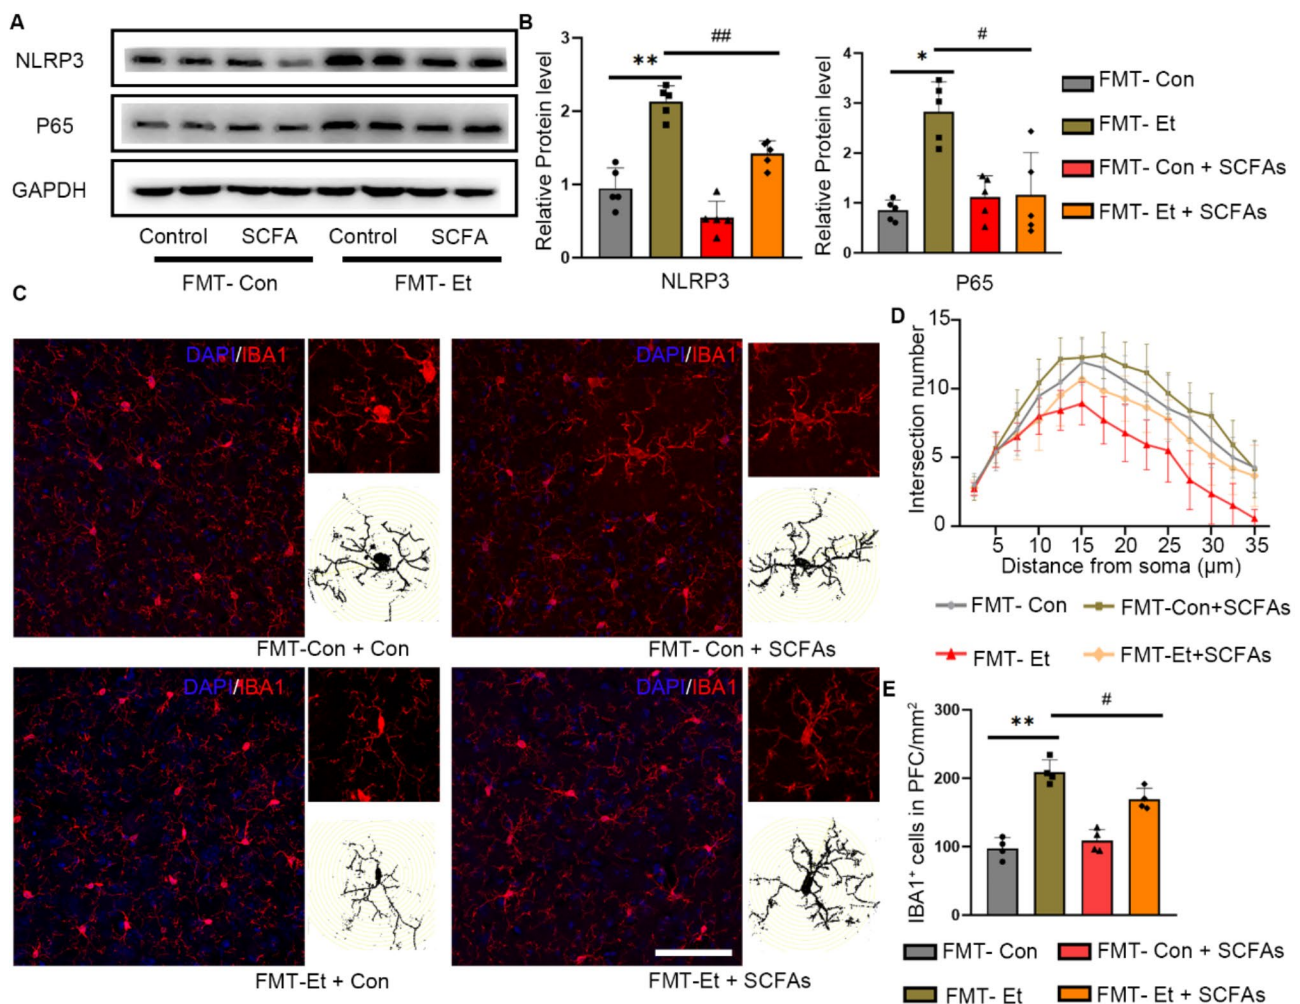 A
NLRP3
P65
GAPDH
Control SCFA Control SCFA
FMT- Con FMT- Et
B
Relative Protein level
3
2
1
0
** ##
NLRP3
Relative Protein level
4
3
2
1
0
* #
P65
FMT- Con
FMT- Et
FMT- Con + SCFAs
FMT- Et + SCFAs
C
DAPI/IBA1
FMT-Con + Con
DAPI/IBA1
FMT- Con + SCFAs
DAPI/IBA1
FMT-Et + Con
DAPI/IBA1
FMT-Et + SCFAs
D
Intersection number
15
10
5
0
5 10 15 20 25 30 35
Distance from soma (μm)
FMT- Con FMT-Con+SCFAs
FMT- Et FMT-Et+SCFAs
E
IBA1⁺ cells in PFC/mm²
300
200
100
0
** #
FMT- Con FMT- Con + SCFAs
FMT- Et FMT- Et + SCFAs